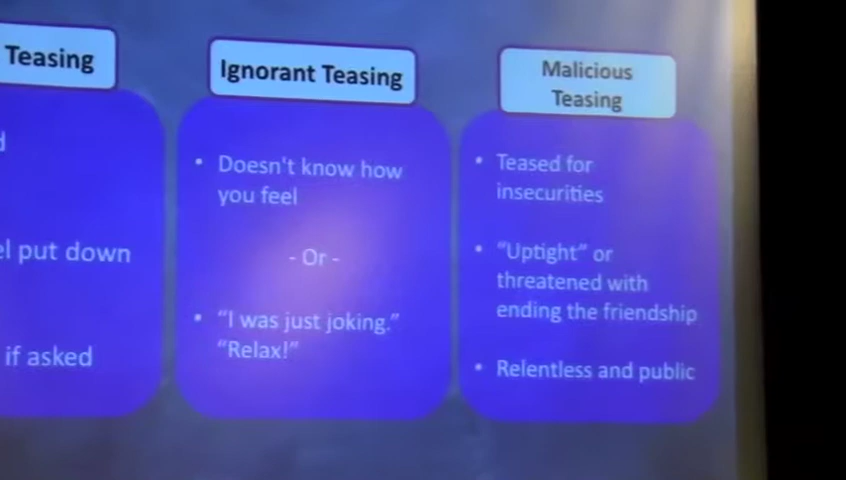 Teasing
put down
if asked
Ignorant Teasing
• Doesn't know how
you feel
- Or -
• “I was just joking.”
“Relax!”
Malicious
Teasing
• Teased for
insecurities
• “Uptight” or
threatened with
ending the friendship
• Relentless and public